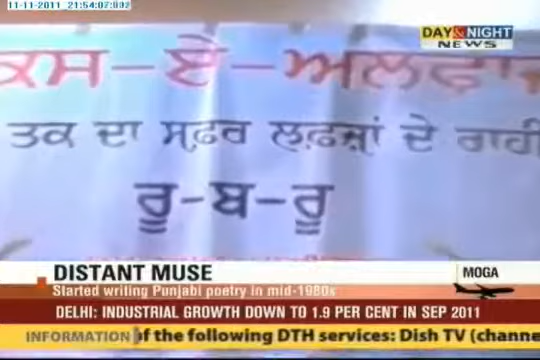 11-11-2011 21:54:07:002
DAY & NIGHT
NEWS
ਕਸ-ਏ-ਅਲਫਾਜ਼
ਤਕ ਦਾ ਸਫ਼ਰ ਲਫ਼ਜ਼ਾਂ ਦੇ ਰਾਹੀਂ
ਰੂ-ਬ-ਰੂ
DISTANT MUSE
MOGA
Started writing Punjabi poetry in mid-1980s
DELHI: INDUSTRIAL GROWTH DOWN TO 1.9 PER CENT IN SEP 2011
INFORMATION of the following DTH services: Dish TV (channe